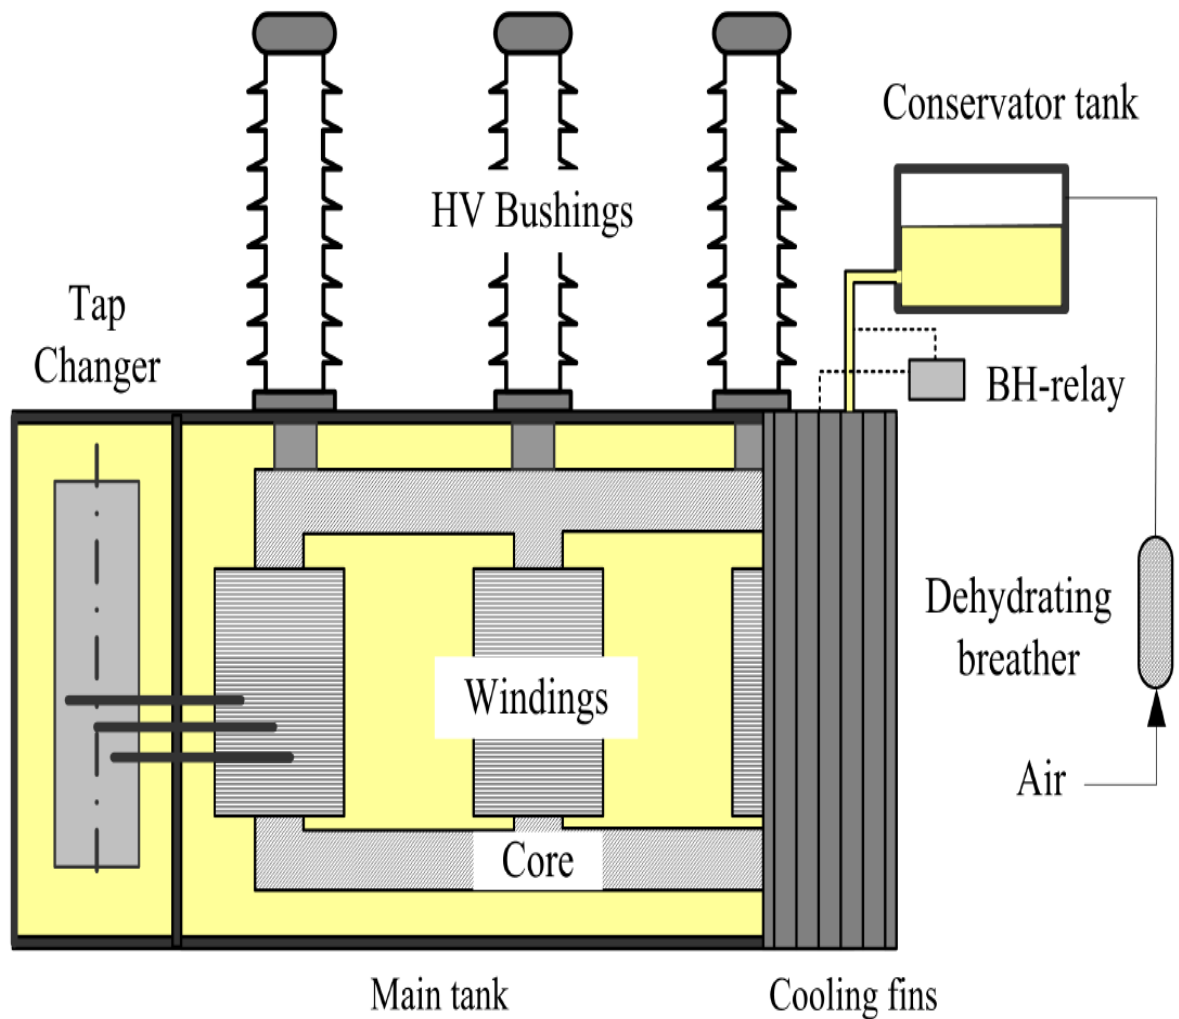 Conservator tank
HV Bushings
Tap
Changer
BH-relay
Dehydrating
breather
Windings
Air
Core
Main tank
Cooling fins